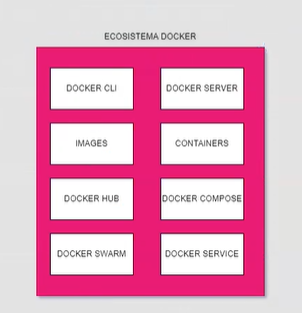 ECOSISTEMA DOCKER
DOCKER CLI
DOCKER SERVER
IMAGES
CONTAINERS
DOCKER HUB
DOCKER COMPOSE
DOCKER SWARM
DOCKER SERVICE